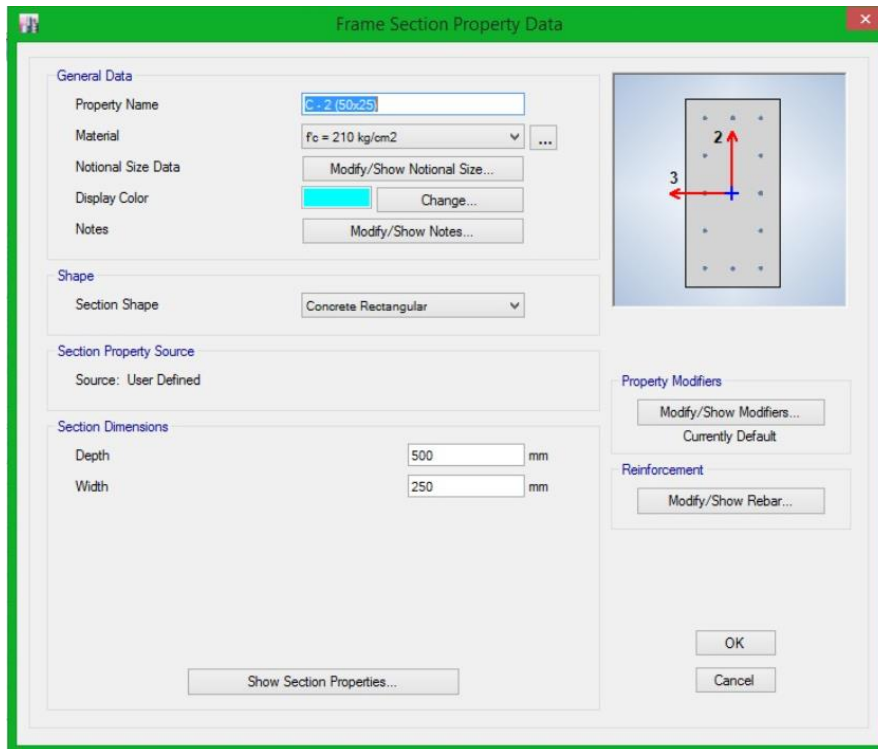 Frame Section Property Data
General Data
Property Name C - 2 (50x25)
Material f'c = 210 kg/cm2 ...
Notional Size Data Modify/Show Notional Size...
Display Color Change...
Notes Modify/Show Notes...
2
3
Shape
Section Shape Concrete Rectangular
Section Property Source
Source: User Defined
Property Modifiers
Modify/Show Modifiers...
Currently Default
Section Dimensions
Depth 500 mm
Width 250 mm
Reinforcement
Modify/Show Rebar...
Show Section Properties...
OK
Cancel